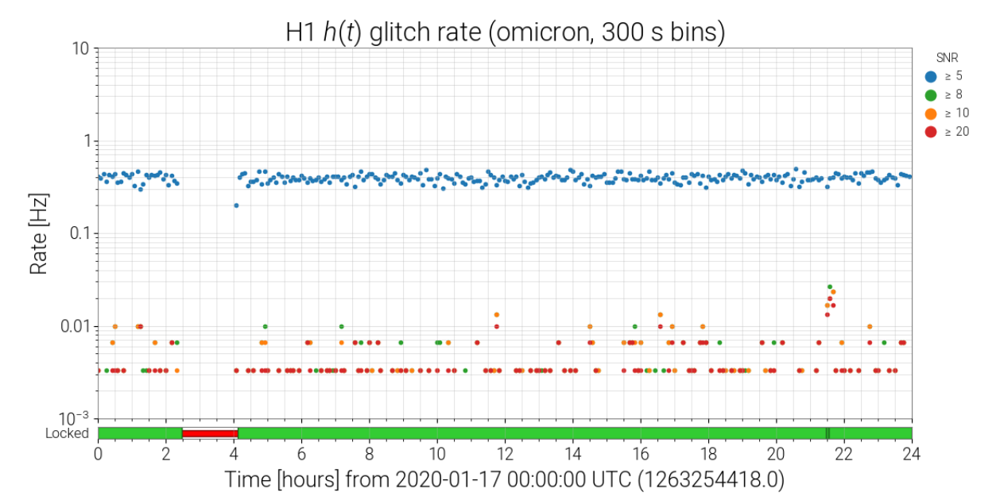 H1 h(t) glitch rate (omicron, 300 s bins)
SNR
≥ 5
≥ 8
≥ 10
≥ 20
10
1
0.1
0.01
10⁻³
Rate [Hz]
Locked
0 2 4 6 8 10 12 14 16 18 20 22 24
Time [hours] from 2020-01-17 00:00:00 UTC (1263254418.0)